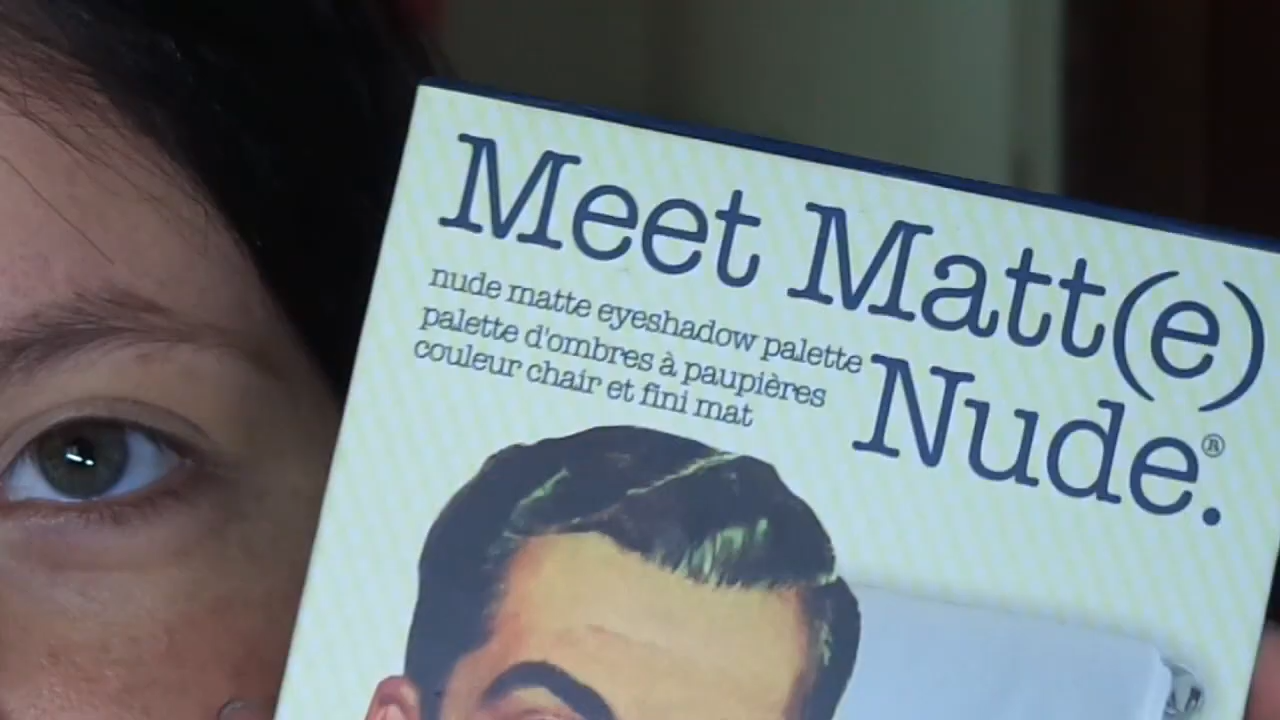 Meet Matt(e)
Nude.®
nude matte eyeshadow palette
palette d'ombres à paupières
couleur chair et fini mat